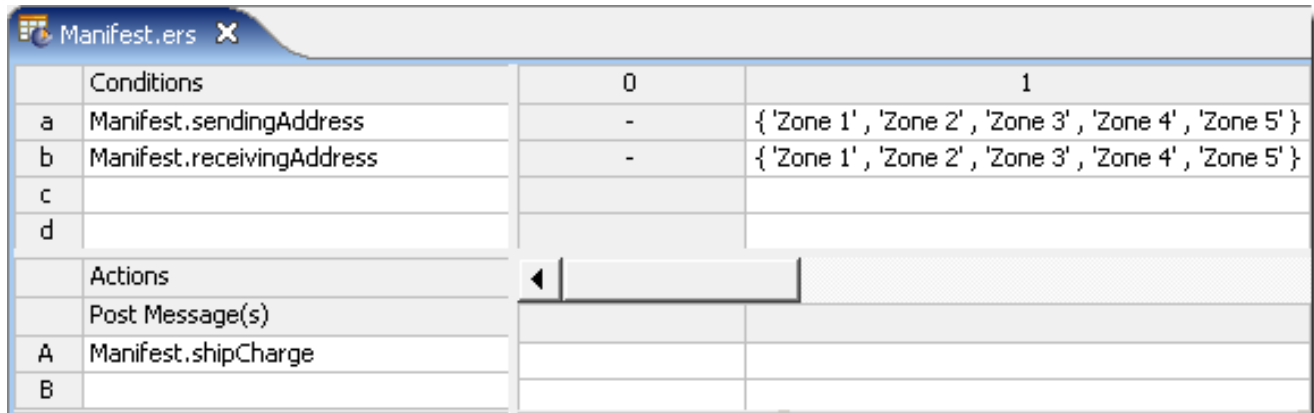 Manifest.ers
Conditions 0 1
a Manifest.sendingAddress - { 'Zone 1' , 'Zone 2' , 'Zone 3' , 'Zone 4' , 'Zone 5' }
b Manifest.receivingAddress - { 'Zone 1' , 'Zone 2' , 'Zone 3' , 'Zone 4' , 'Zone 5' }
c
d
Actions
Post Message(s)
A Manifest.shipCharge
B